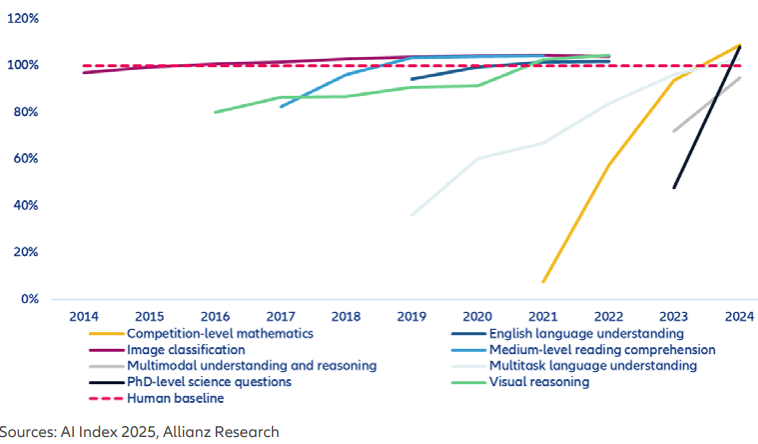 120%
100%
80%
60%
40%
20%
0%
2014 2015 2016 2017 2018 2019 2020 2021 2022 2023 2024
Competition-level mathematics English language understanding
Image classification Medium-level reading comprehension
Multimodal understanding and reasoning Multitask language understanding
PhD-level science questions Visual reasoning
Human baseline
Sources: AI Index 2025, Allianz Research